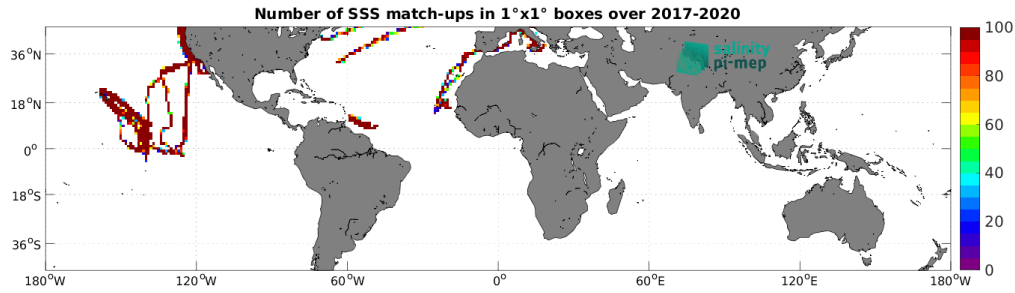 Number of SSS match-ups in 1°x1° boxes over 2017-2020
salinity
pi-mep
36°N
18°N
0°
18°S
36°S
180°W
120°W
60°W
0°
60°E
120°E
180°W
100
80
60
40
20
0